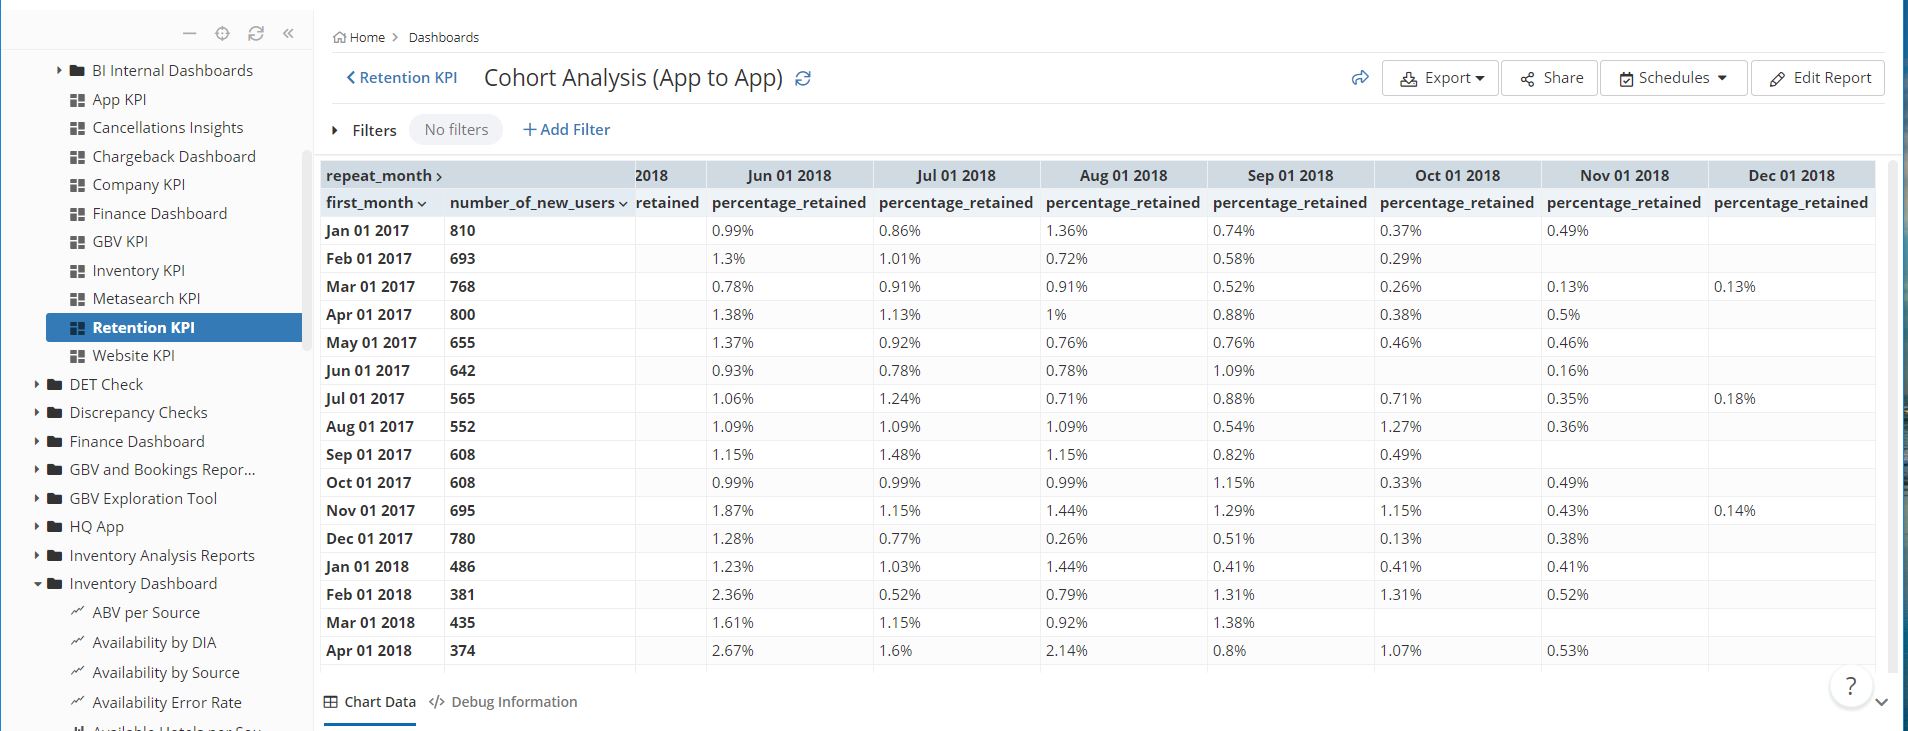 BI Internal Dashboards
App KPI
Cancellations Insights
Chargeback Dashboard
Company KPI
Finance Dashboard
GBV KPI
Inventory KPI
Metasearch KPI
Retention KPI
Website KPI
DET Check
Discrepancy Checks
Finance Dashboard
GBV and Bookings Repor...
GBV Exploration Tool
HQ App
Inventory Analysis Reports
Inventory Dashboard
ABV per Source
Availability by DIA
Availability by Source
Availability Error Rate
Home > Dashboards
Retention KPI Cohort Analysis (App to App) Export Share Schedules Edit Report
Filters No filters + Add Filter
repeat_month 2018 Jun 01 2018 Jul 01 2018 Aug 01 2018 Sep 01 2018 Oct 01 2018 Nov 01 2018 Dec 01 2018
first_month number_of_new_users retained percentage_retained percentage_retained percentage_retained percentage_retained percentage_retained percentage_retained percentage_retained
Jan 01 2017 810 0.99% 0.86% 1.36% 0.74% 0.37% 0.49%
Feb 01 2017 693 1.3% 1.01% 0.72% 0.58% 0.29%
Mar 01 2017 768 0.78% 0.91% 0.91% 0.52% 0.26% 0.13% 0.13%
Apr 01 2017 800 1.38% 1.13% 1% 0.88% 0.38% 0.5%
May 01 2017 655 1.37% 0.92% 0.76% 0.76% 0.46% 0.46%
Jun 01 2017 642 0.93% 0.78% 0.78% 1.09% 0.16%
Jul 01 2017 565 1.06% 1.24% 0.71% 0.88% 0.71% 0.35% 0.18%
Aug 01 2017 552 1.09% 1.09% 1.09% 0.54% 1.27% 0.36%
Sep 01 2017 608 1.15% 1.48% 1.15% 0.82% 0.49%
Oct 01 2017 608 0.99% 0.99% 0.99% 1.15% 0.33% 0.49%
Nov 01 2017 695 1.87% 1.15% 1.44% 1.29% 1.15% 0.43% 0.14%
Dec 01 2017 780 1.28% 0.77% 0.26% 0.51% 0.13% 0.38%
Jan 01 2018 486 1.23% 1.03% 1.44% 0.41% 0.41% 0.41%
Feb 01 2018 381 2.36% 0.52% 0.79% 1.31% 1.31% 0.52%
Mar 01 2018 435 1.61% 1.15% 0.92% 1.38%
Apr 01 2018 374 2.67% 1.6% 2.14% 0.8% 1.07% 0.53%
Chart Data </> Debug Information
?